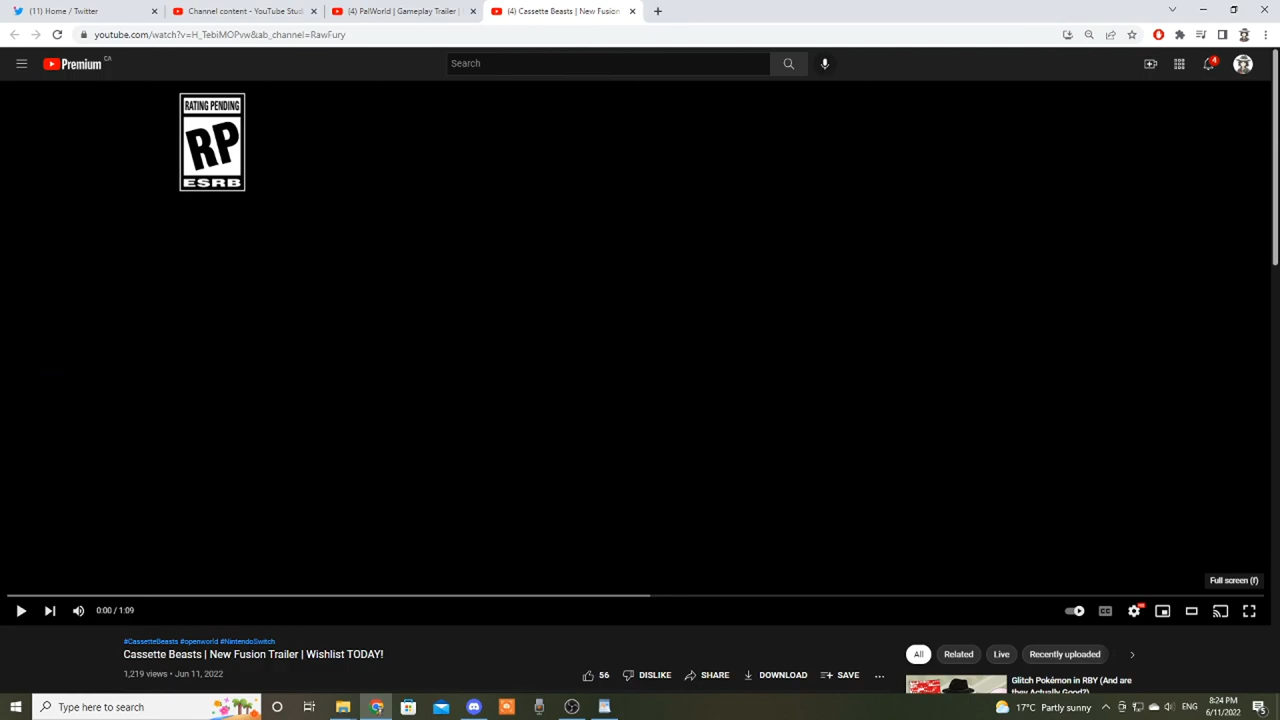 (11) Home / Twitter
Channel content - YouTube Stud
(4) PalWorld | Gameplay Trailer |
(4) Cassette Beasts | New Fusion
youtube.com/watch?v=H_TebiMOPvw&ab_channel=RawFury
Premium CA
Search
4
RATING PENDING
RP
ESRB
Full screen (f)
0:00 / 1:09
#CassetteBeasts #openworld #NintendoSwitch
Cassette Beasts | New Fusion Trailer | Wishlist TODAY!
1,219 views • Jun 11, 2022
56
DISLIKE
SHARE
DOWNLOAD
SAVE
All
Related
Live
Recently uploaded
Glitch Pokémon in RBY (And are
they Actually Good?)
Type here to search
17°C Partly sunny
ENG
8:24 PM
6/11/2022
5